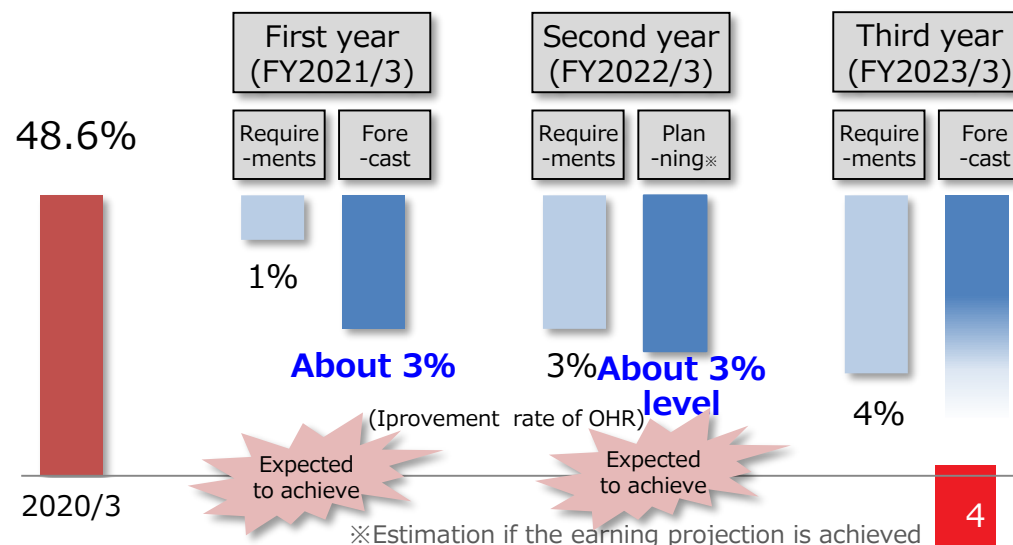 First year
(FY2021/3)
Second year
(FY2022/3)
Third year
(FY2023/3)
48.6%
Require
-ments
Fore
-cast
Require
-ments
Plan
-ning※
Require
-ments
Fore
-cast
1%
About 3%
3%
About 3%
level
4%
(Iprovement rate of OHR)
Expected
to achieve
Expected
to achieve
2020/3
※Estimation if the earning projection is achieved
4